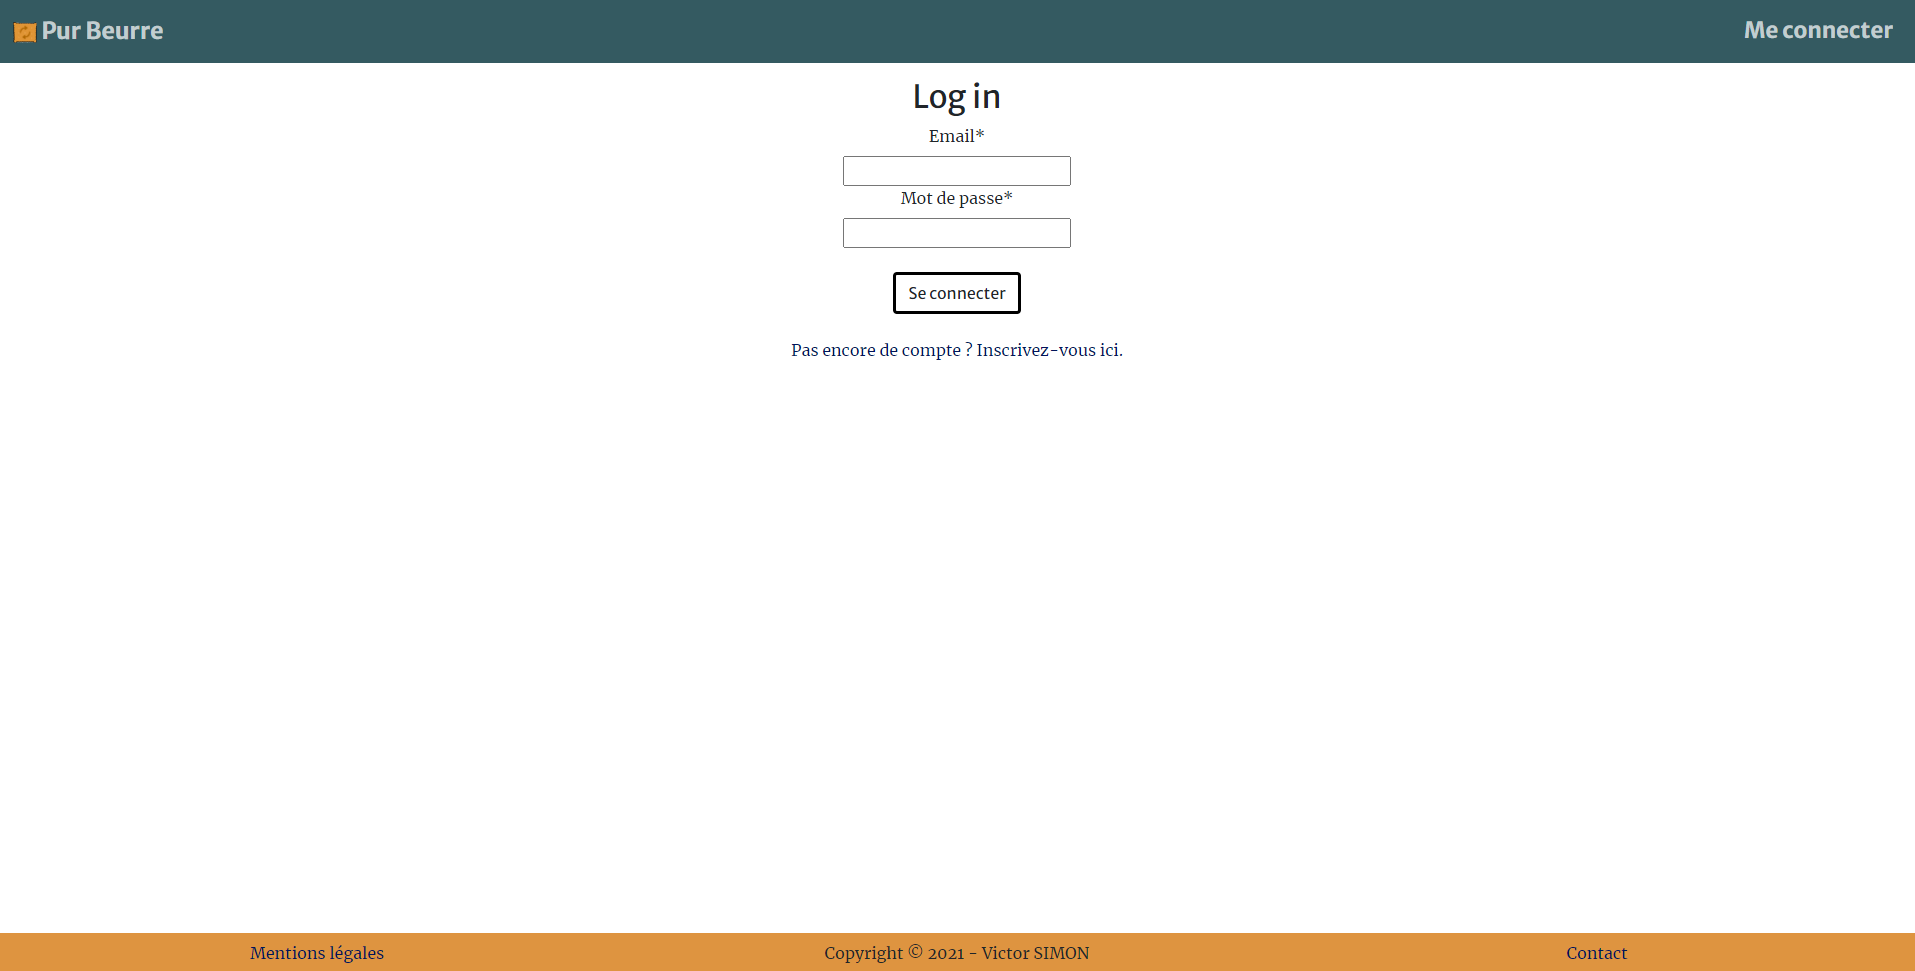 Pur Beurre
Me connecter
Log in
Email*
Mot de passe*
Se connecter
Pas encore de compte ? Inscrivez-vous ici.
Mentions légales
Copyright © 2021 - Victor SIMON
Contact